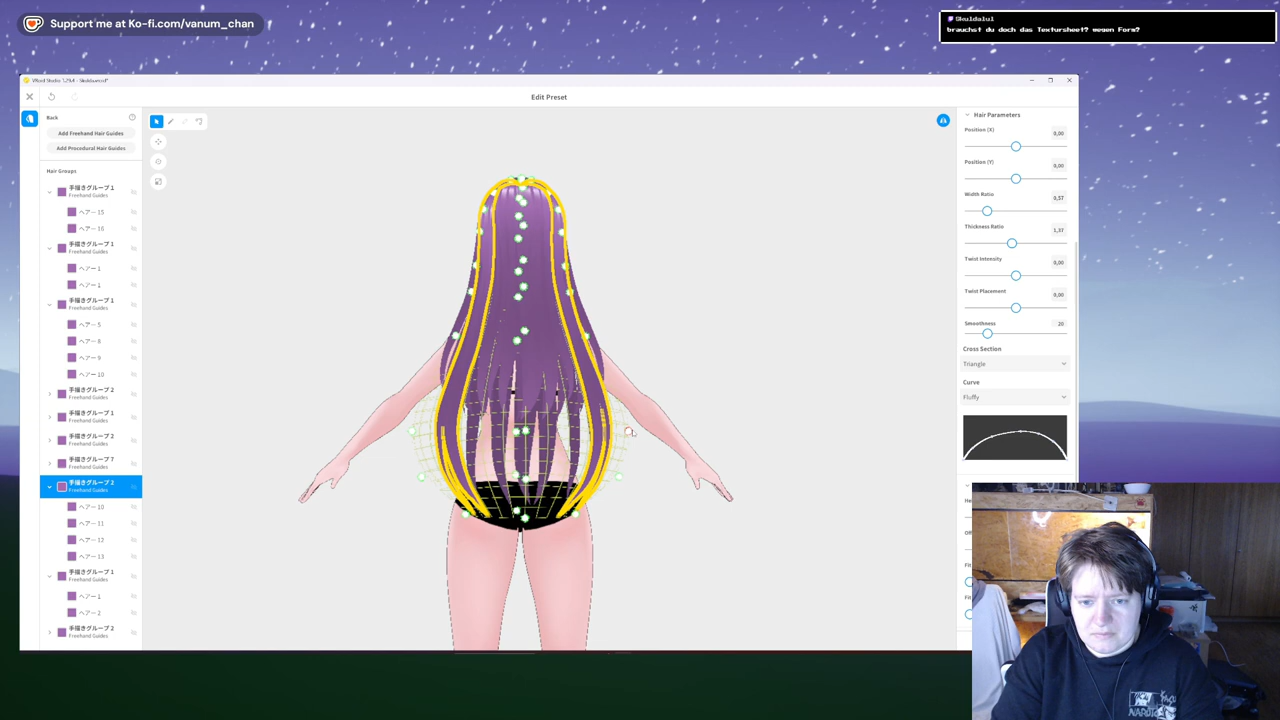 Support me at Ko-fi.com/vanum_chan
Skuldalul
brauchst du doch das Textursheet? wegen Form?
Edit Preset
Back
Add Freehand Hair Guides
Add Procedural Hair Guides
Hair Groups
手描きグループ 1
Freehand Guides
ヘアー 15
ヘアー 16
手描きグループ 1
Freehand Guides
ヘアー 1
ヘアー 1
手描きグループ 1
Freehand Guides
ヘアー 5
ヘアー 8
ヘアー 9
ヘアー 10
手描きグループ 2
Freehand Guides
手描きグループ 1
Freehand Guides
手描きグループ 2
Freehand Guides
手描きグループ 7
Freehand Guides
手描きグループ 2
Freehand Guides
ヘアー 10
ヘアー 11
ヘアー 12
ヘアー 13
手描きグループ 1
Freehand Guides
ヘアー 1
ヘアー 2
手描きグループ 2
Freehand Guides
Hair Parameters
Position (X)
0,00
Position (Y)
0,00
Width Ratio
0,57
Thickness Ratio
1,37
Twist Intensity
0,00
Twist Placement
0,00
Smoothness
20
Cross Section
Triangle
Curve
Fluffy
Fit
Fit